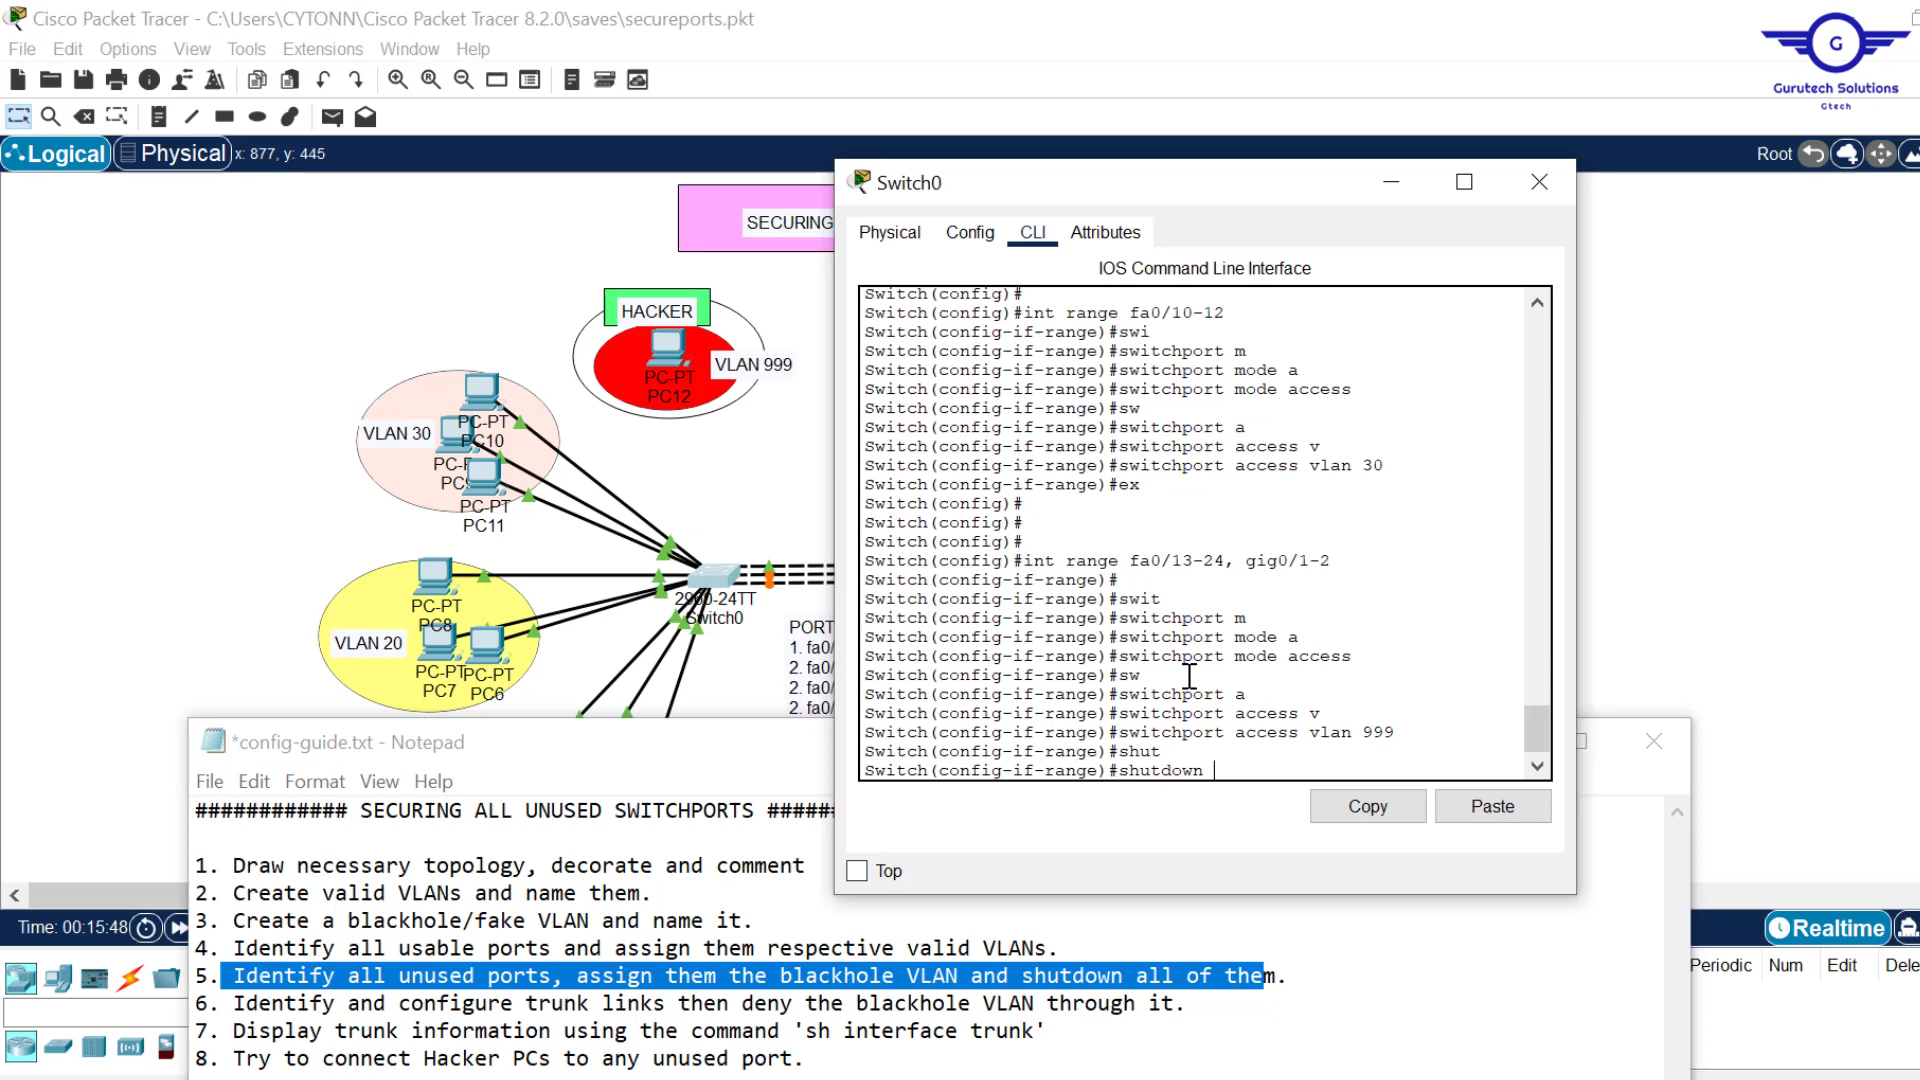 Cisco Packet Tracer - C:\Users\CYTONN\Cisco Packet Tracer 8.2.0\saves\secureports.pkt
File Edit Options View Tools Extensions Window Help
G
Gurutech Solutions
Gtech
Logical Physical x: 877, y: 445
Root
SECURING
HACKER
VLAN 999
PC-PT
PC12
VLAN 30
PC-PT
PC10
PC-PT
PC11
VLAN 20
PC-PT
PC8
PC-PT
PC7
PC-PT
PC6
2960-24TT
Switch0
PORT
1. fa0/
2. fa0/
2. fa0/
2. fa0/
Switch0
Physical Config CLI Attributes
IOS Command Line Interface
Switch(config)#
Switch(config)#int range fa0/10-12
Switch(config-if-range)#swi
Switch(config-if-range)#switchport m
Switch(config-if-range)#switchport mode a
Switch(config-if-range)#switchport mode access
Switch(config-if-range)#sw
Switch(config-if-range)#switchport a
Switch(config-if-range)#switchport access v
Switch(config-if-range)#switchport access vlan 30
Switch(config-if-range)#ex
Switch(config)#
Switch(config)#
Switch(config)#
Switch(config)#int range fa0/13-24, gig0/1-2
Switch(config-if-range)#
Switch(config-if-range)#swit
Switch(config-if-range)#switchport m
Switch(config-if-range)#switchport mode a
Switch(config-if-range)#switchport mode access
Switch(config-if-range)#sw
Switch(config-if-range)#switchport a
Switch(config-if-range)#switchport access v
Switch(config-if-range)#switchport access vlan 999
Switch(config-if-range)#shut
Switch(config-if-range)#shutdown
Copy Paste
Top
*config-guide.txt - Notepad
File Edit Format View Help
############ SECURING ALL UNUSED SWITCHPORTS ######
1. Draw necessary topology, decorate and comment
2. Create valid VLANs and name them.
3. Create a blackhole/fake VLAN and name it.
4. Identify all usable ports and assign them respective valid VLANs.
5. Identify all unused ports, assign them the blackhole VLAN and shutdown all of them.
6. Identify and configure trunk links then deny the blackhole VLAN through it.
7. Display trunk information using the command 'sh interface trunk'
8. Try to connect Hacker PCs to any unused port.
Time: 00:15:48
Realtime
Periodic Num Edit Dele